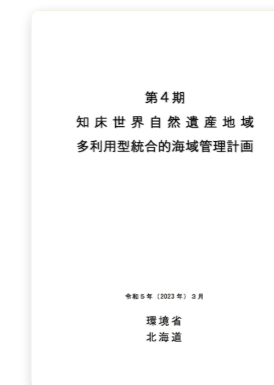 第4期
知床世界自然遺産地域
多利用型統合的海域管理計画
令和5年（2023年）3月
環境省
北海道